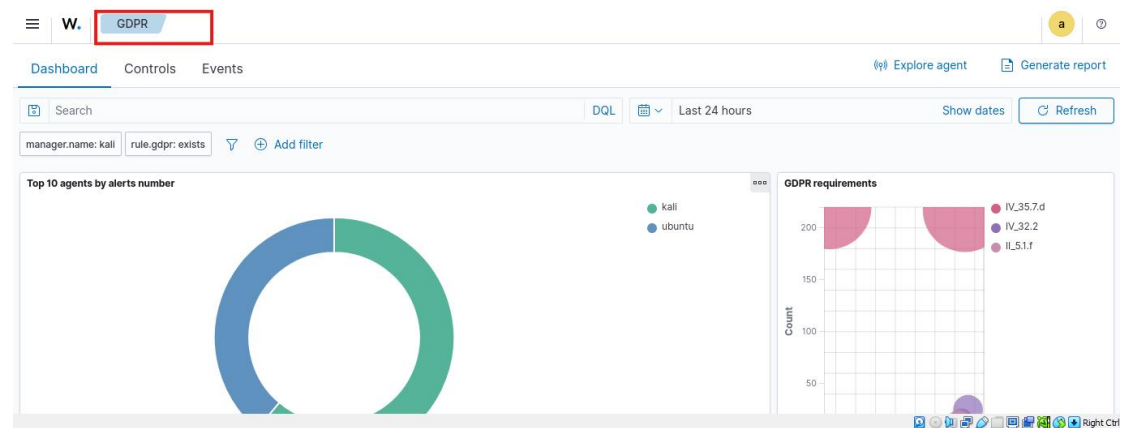 W. GDPR a
Dashboard Controls Events Explore agent Generate report
Search DQL Last 24 hours Show dates Refresh
manager.name: kali rule.gdpr: exists Add filter
Top 10 agents by alerts number
kali
ubuntu
GDPR requirements
IV_35.7.d
IV_32.2
II_5.1.f
200
150
100
50
Count
Right Ctrl